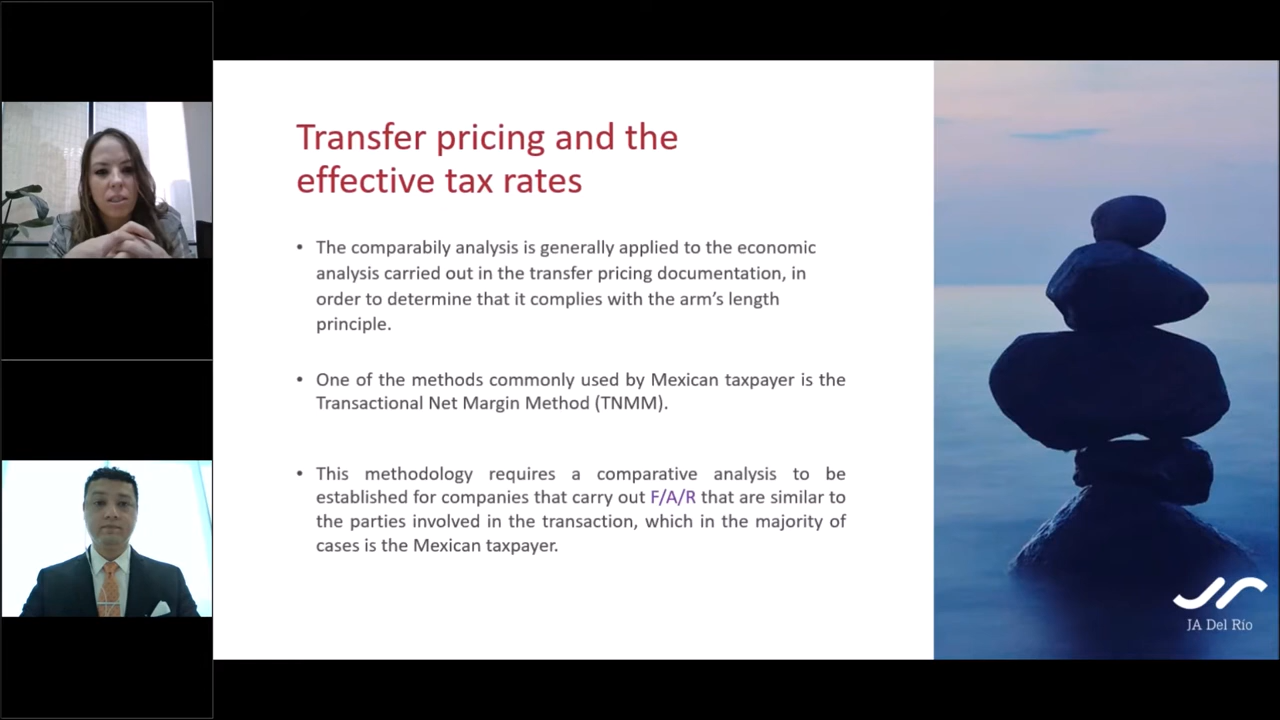 Transfer pricing and the
effective tax rates
• The comparabily analysis is generally applied to the economic
analysis carried out in the transfer pricing documentation, in
order to determine that it complies with the arm's length
principle.
• One of the methods commonly used by Mexican taxpayer is the
Transactional Net Margin Method (TNMM).
• This methodology requires a comparative analysis to be
established for companies that carry out F/A/R that are similar to
the parties involved in the transaction, which in the majority of
cases is the Mexican taxpayer.
JA Del Río